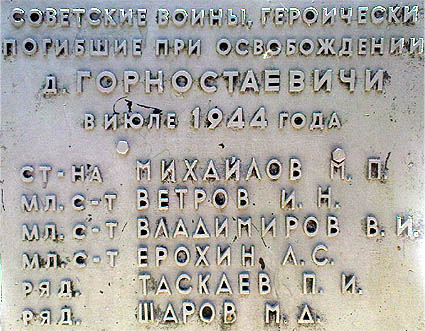 СОВЕТСКИЕ ВОИНЫ, ГЕРОИЧЕСКИ
ПОГИБШИЕ ПРИ ОСВОБОЖДЕНИИ
Д. ГОРНОСТАЕВИЧИ
В ИЮЛЕ 1944 ГОДА
СТ-НА МИХАЙЛОВ М. П.
МЛ. С-Т ВЕТРОВ И. Н.
МЛ. С-Т ВЛАДИМИРОВ В. И.
МЛ. С-Т ЕРОХИН Л. С.
РЯД. ТАСКАЕВ П. И.
РЯД. ШАРОВ М. Д.